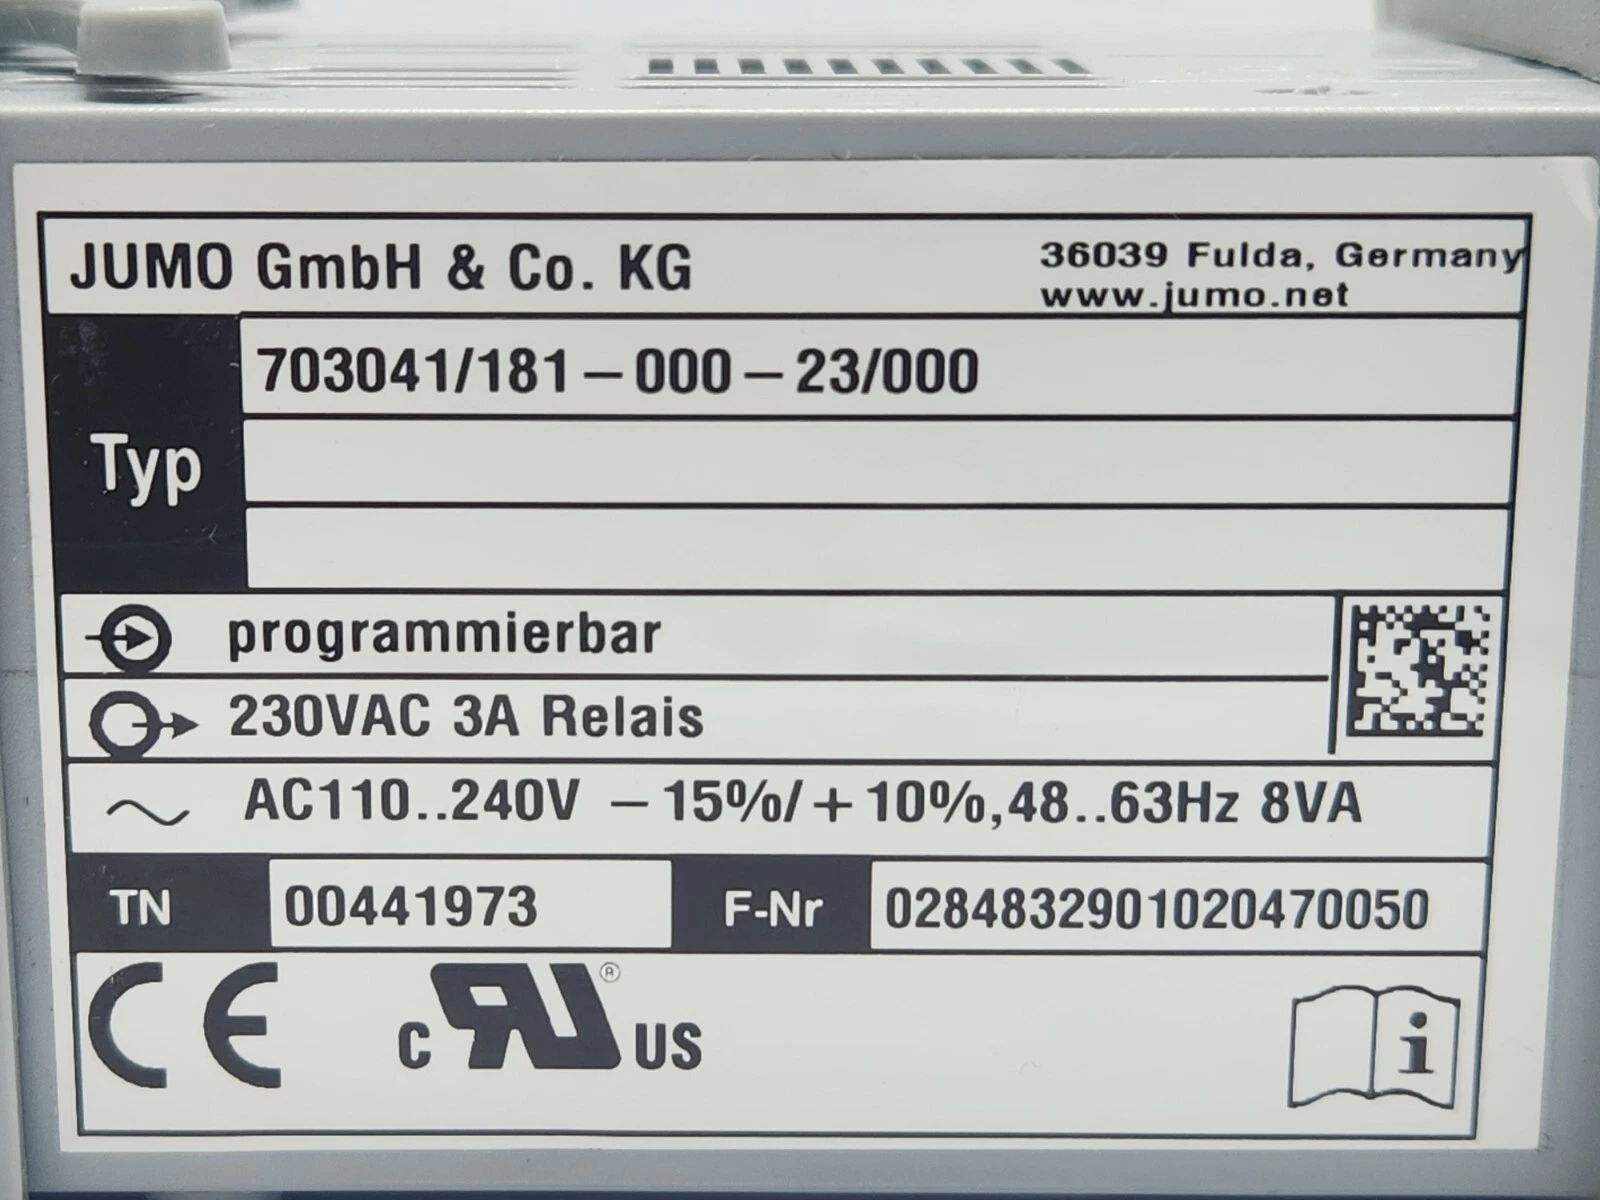 JUMO GmbH & Co. KG
36039 Fulda, Germany
www.jumo.net
Typ
703041/181-000-23/000
programmierbar
230VAC 3A Relais
AC110..240V -15%/+10%,48..63Hz 8VA
TN 00441973 F-Nr 0284832901020470050
CE c RU® US i